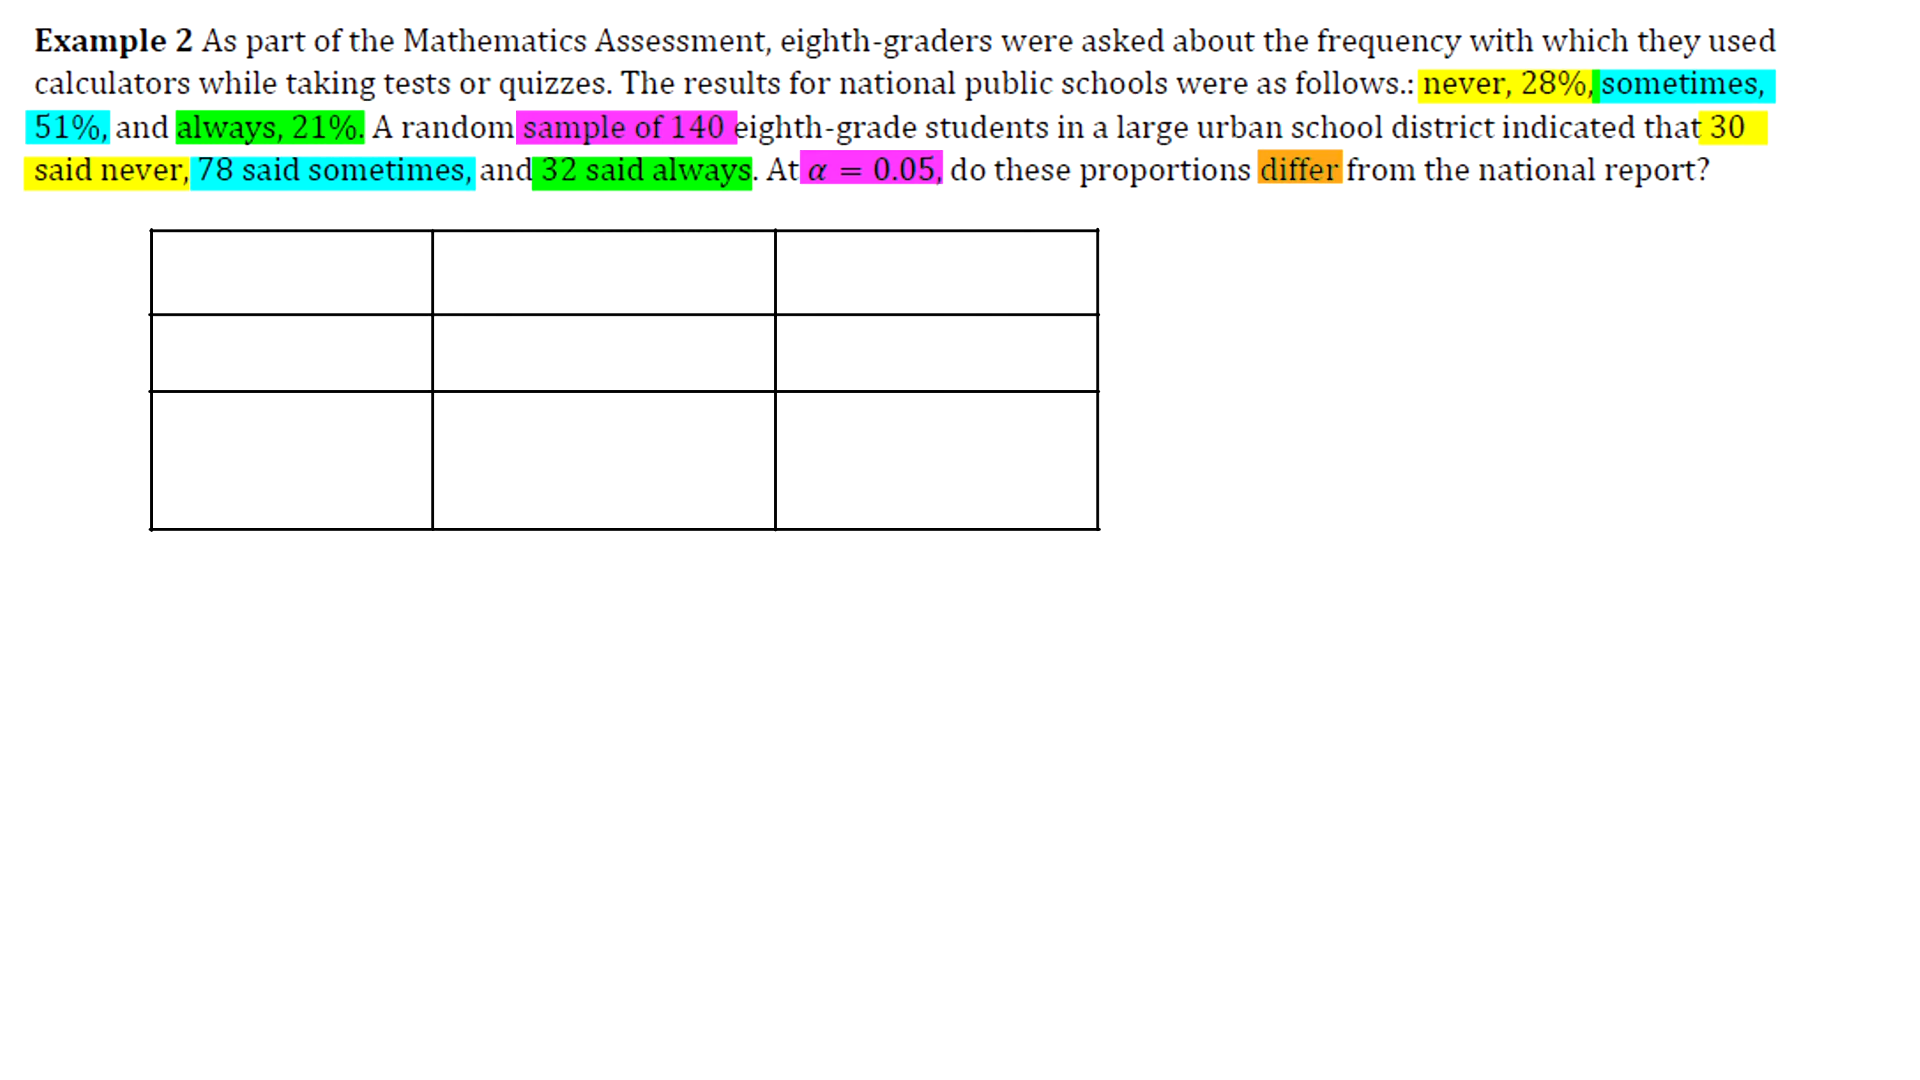 Example 2 As part of the Mathematics Assessment, eighth-graders were asked about the frequency with which they used
calculators while taking tests or quizzes. The results for national public schools were as follows.: never, 28%, sometimes,
51%, and always, 21%. A random sample of 140 eighth-grade students in a large urban school district indicated that 30
said never, 78 said sometimes, and 32 said always. At α = 0.05, do these proportions differ from the national report?